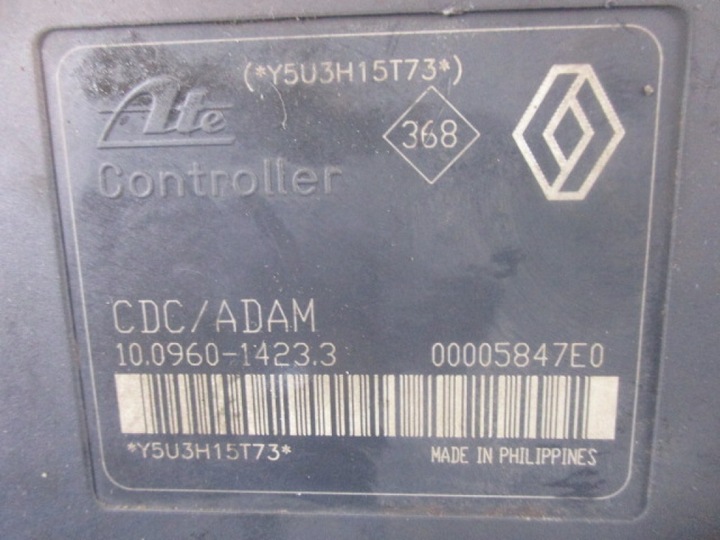 (*Y5U3H15T73*)
Ate
368
Controller
CDC/ADAM
10.0960-1423.3 00005847E0
*Y5U3H15T73* MADE IN PHILIPPINES